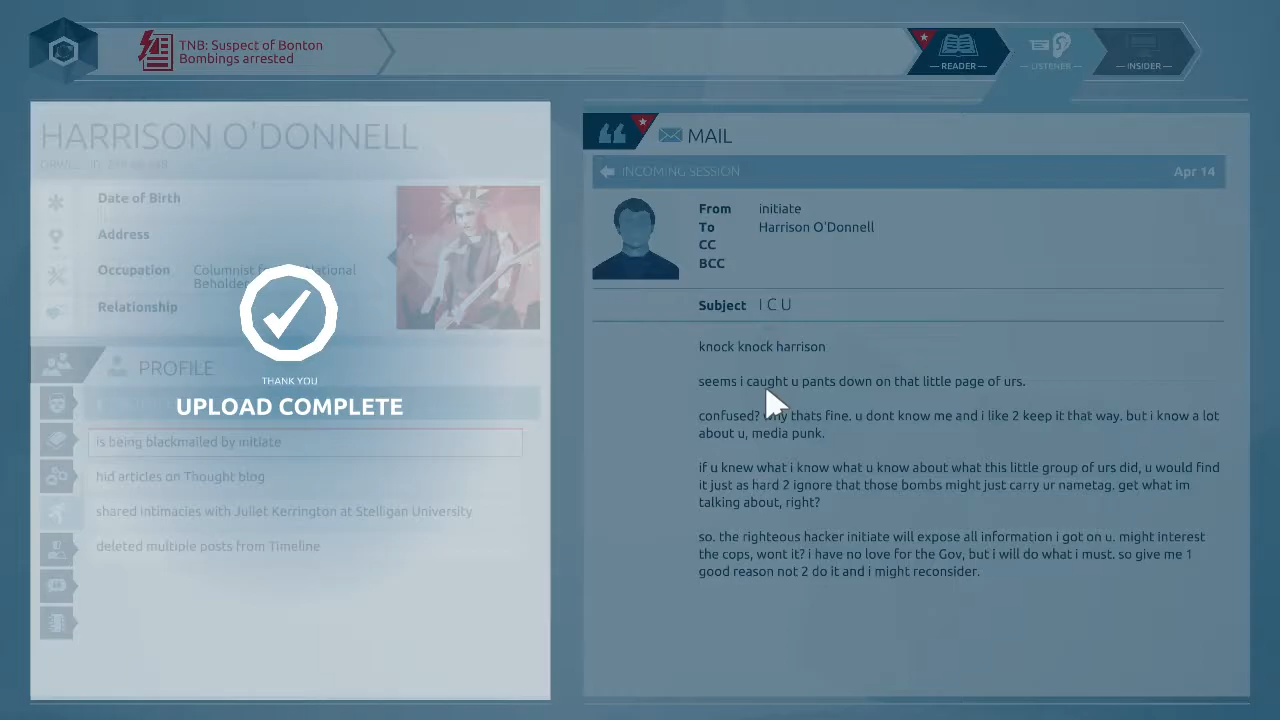 TNB: Suspect of Bonton
Bombings arrested
— READER —
— LISTENER —
— INSIDER —
HARRISON O'DONNELL
Date of Birth
Address
Occupation Columnist National
Beholder
Relationship
PROFILE
THANK YOU
UPLOAD COMPLETE
is being blackmailed by initiate
hid articles on Thought blog
shared intimacies with Juliet Kerrington at Stelligan University
deleted multiple posts from Timeline
MAIL
INCOMING SESSION Apr 14
From initiate
To Harrison O'Donnell
CC
BCC
Subject I C U
knock knock harrison
seems i caught u pants down on that little page of urs.
confused? thats fine. u dont know me and i like 2 keep it that way. but i know a lot
about u, media punk.
if u knew what i know what u know about what this little group of urs did, u would find
it just as hard 2 ignore that those bombs might just carry ur nametag. get what im
talking about, right?
so. the righteous hacker initiate will expose all information i got on u. might interest
the cops, wont it? i have no love for the Gov, but i will do what i must. so give me 1
good reason not 2 do it and i might reconsider.